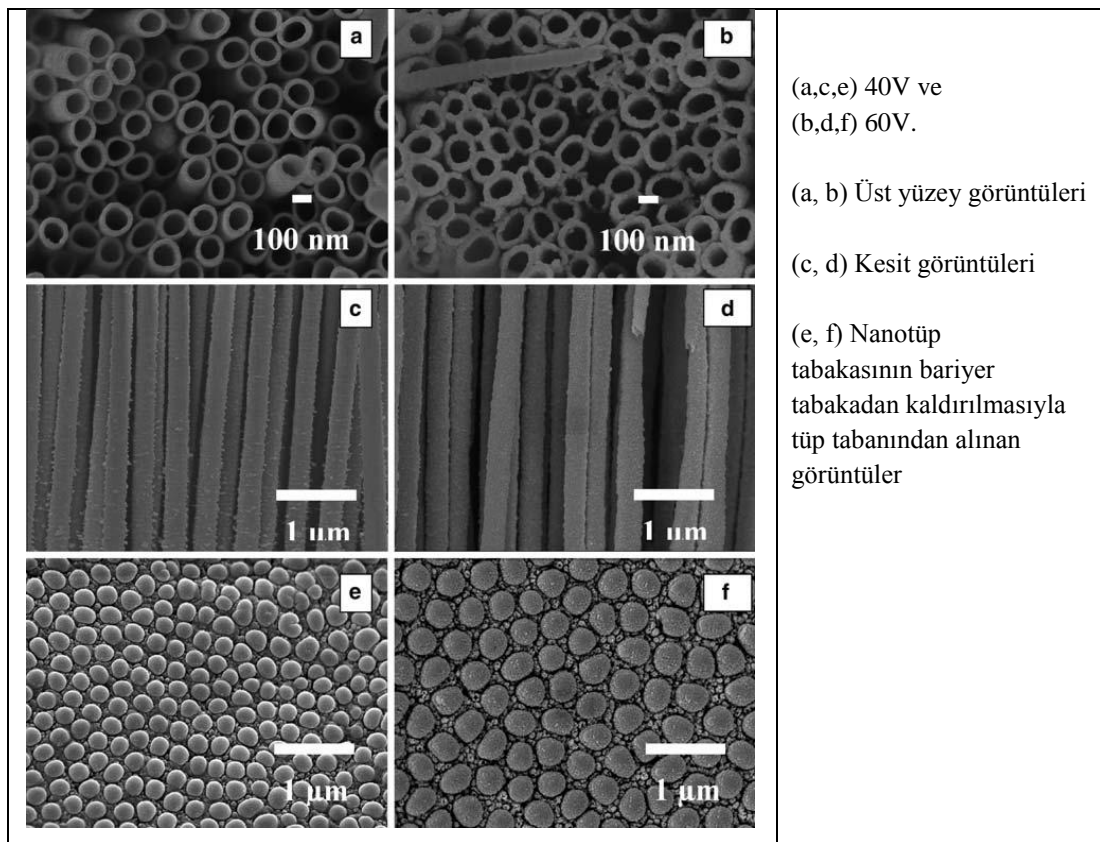 a
b
100 nm
100 nm
c
d
1 µm
1 µm
e
f
1 µm
1 µm
(a,c,e) 40V ve
(b,d,f) 60V.
(a, b) Üst yüzey görüntüleri
(c, d) Kesit görüntüleri
(e, f) Nanotüp
tabakasının bariyer
tabakadan kaldırılmasıyla
tüp tabanından alınan
görüntüler